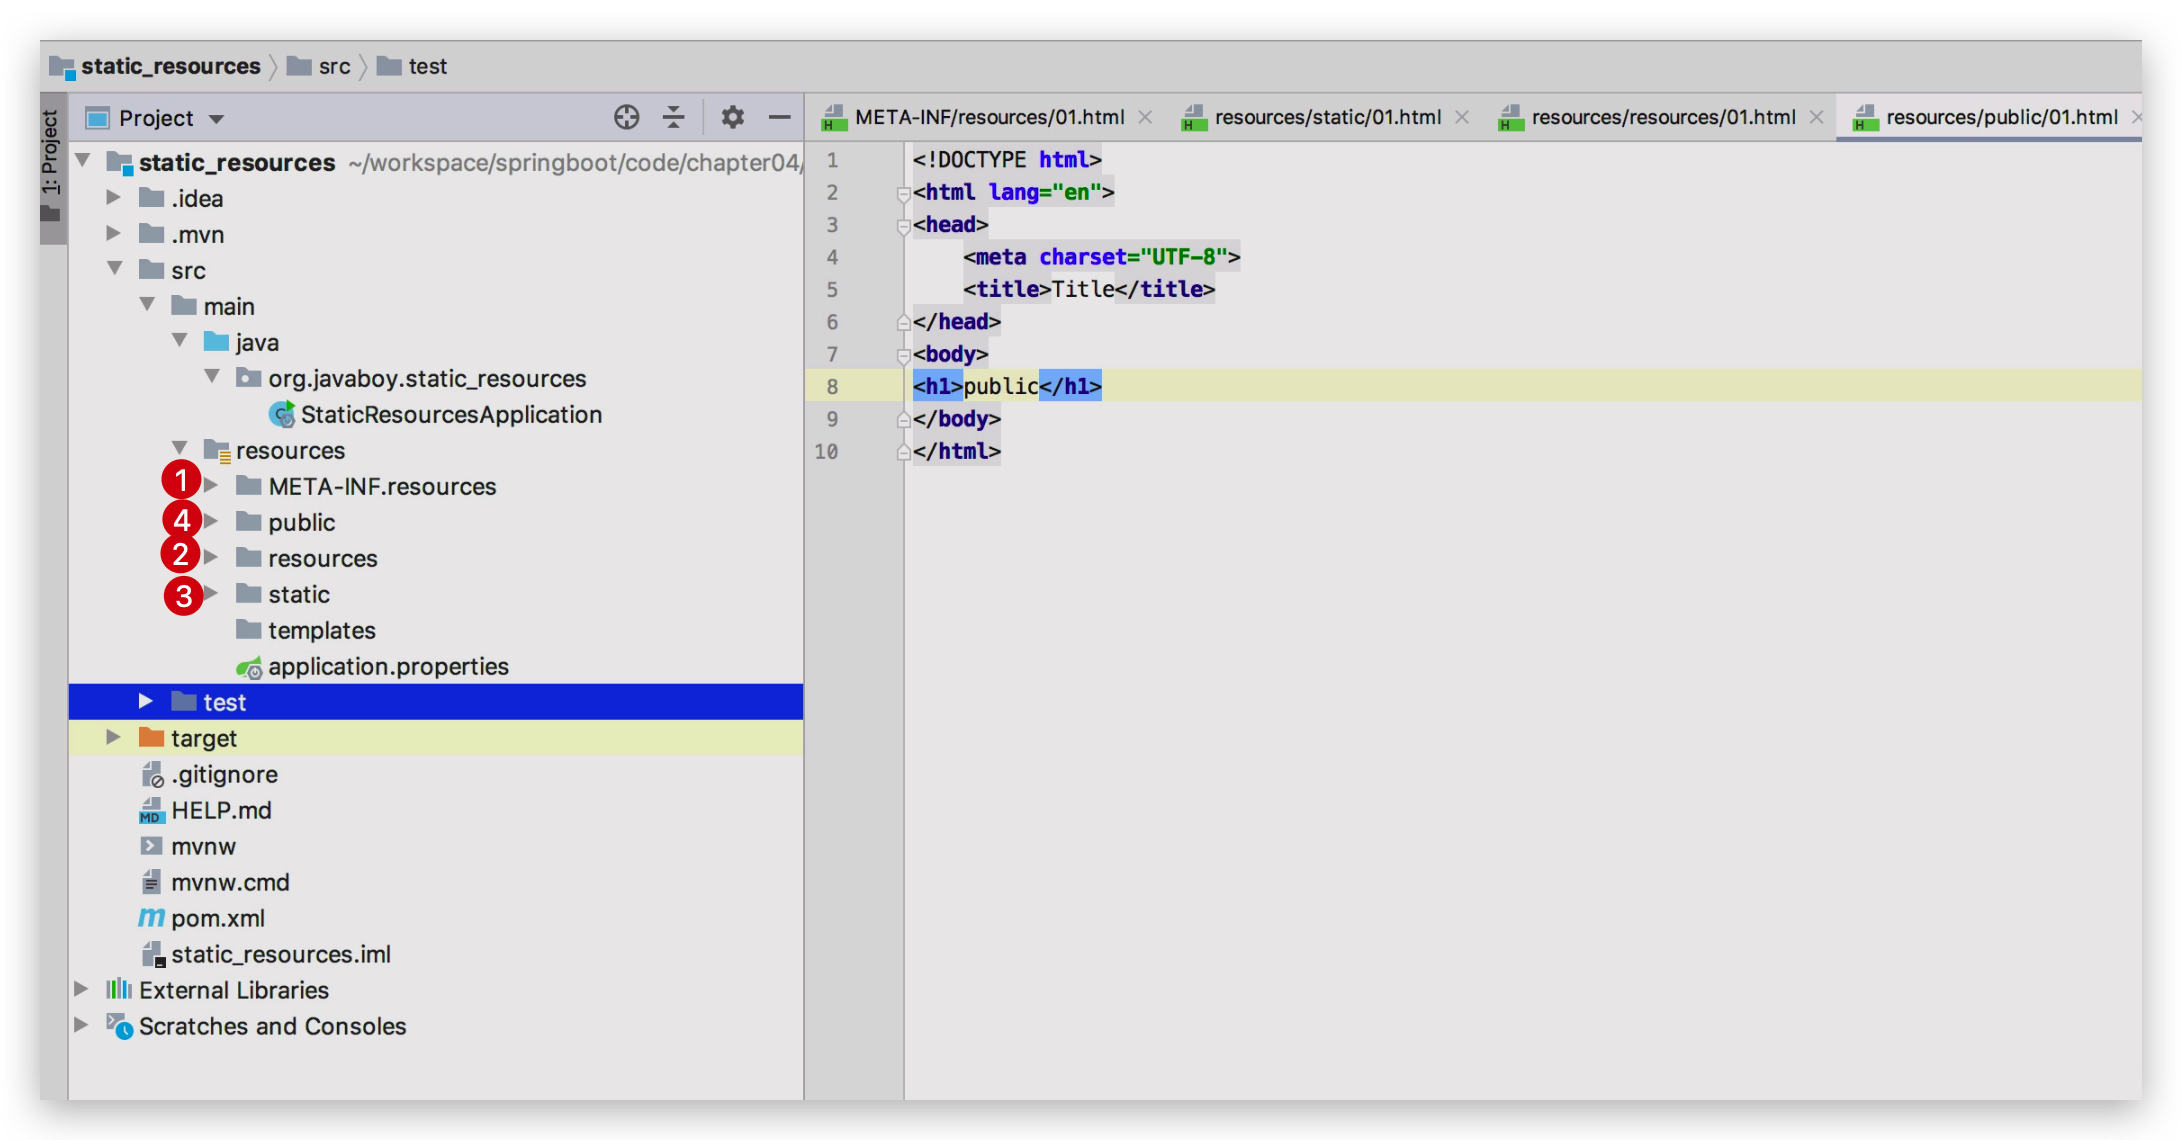 static_resources src test
1: Project
Project
META-INF/resources/01.html resources/static/01.html resources/resources/01.html resources/public/01.html
static_resources ~/workspace/springboot/code/chapter04/
.idea
.mvn
src
main
java
org.javaboy.static_resources
StaticResourcesApplication
resources
1 META-INF.resources
4 public
2 resources
3 static
templates
application.properties
test
target
.gitignore
HELP.md
mvnw
mvnw.cmd
pom.xml
static_resources.iml
External Libraries
Scratches and Consoles
1 <!DOCTYPE html>
2 <html lang="en">
3 <head>
4 <meta charset="UTF-8">
5 <title>Title</title>
6 </head>
7 <body>
8 <h1>public</h1>
9 </body>
10 </html>